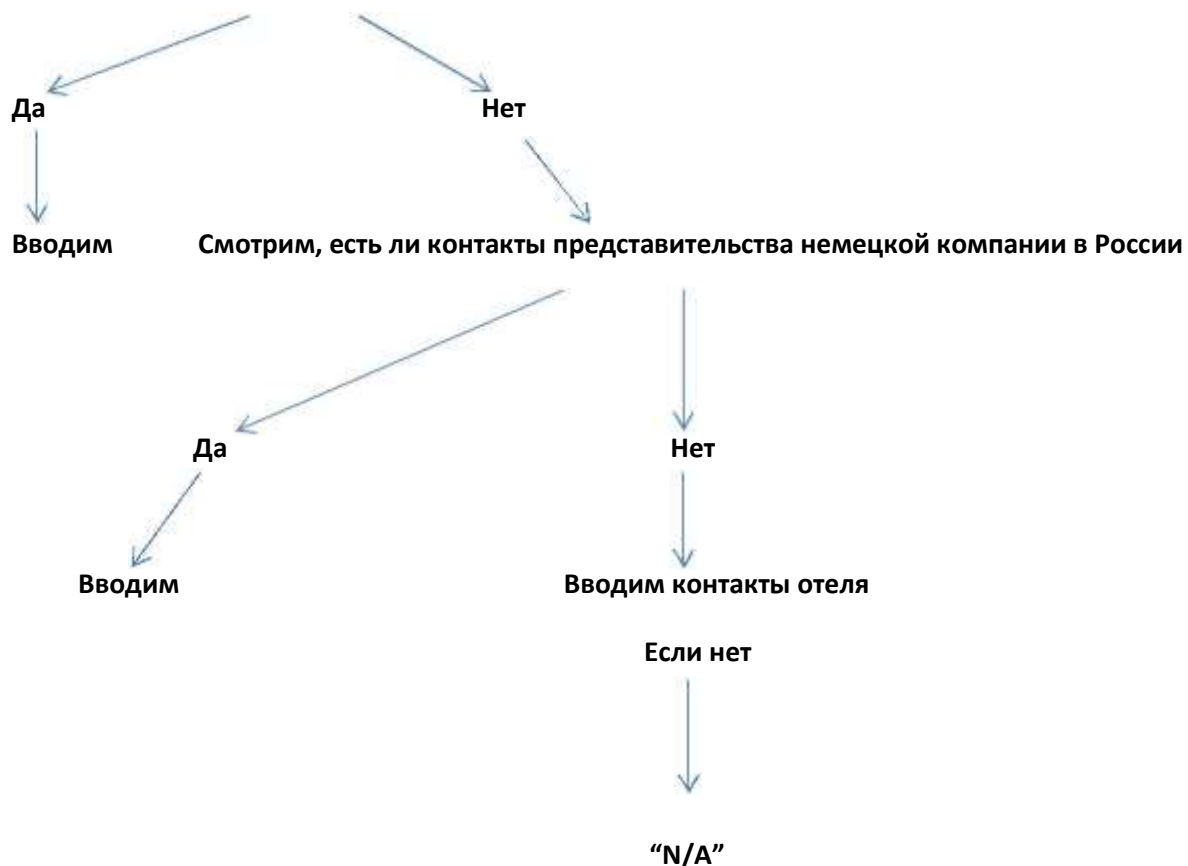 Да
Нет
Вводим
Смотрим, есть ли контакты представительства немецкой компании в России
Да
Нет
Вводим
Вводим контакты отеля
Если нет
“N/A”